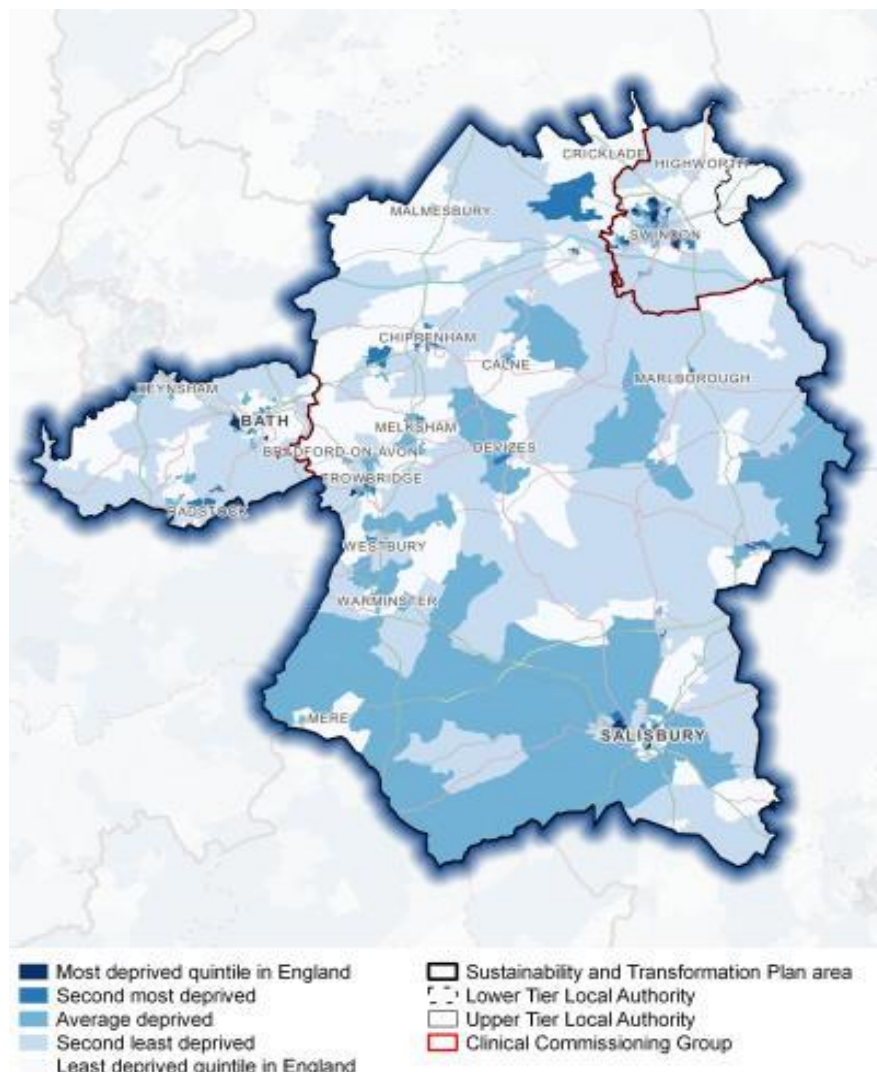 CRICKLADE
HIGHWORTH
MALMESBURY
SWINDON
CHIPPENHAM
CALNE
KEYNSHAM
MARLBOROUGH
BATH
MELKSHAM
BRADFORD-ON-AVON
DEVIZES
TROWBRIDGE
RADSTOCK
WESTBURY
WARMINSTER
MERE
SALISBURY
Most deprived quintile in England
Second most deprived
Average deprived
Second least deprived
Least deprived quintile in England
Sustainability and Transformation Plan area
Lower Tier Local Authority
Upper Tier Local Authority
Clinical Commissioning Group